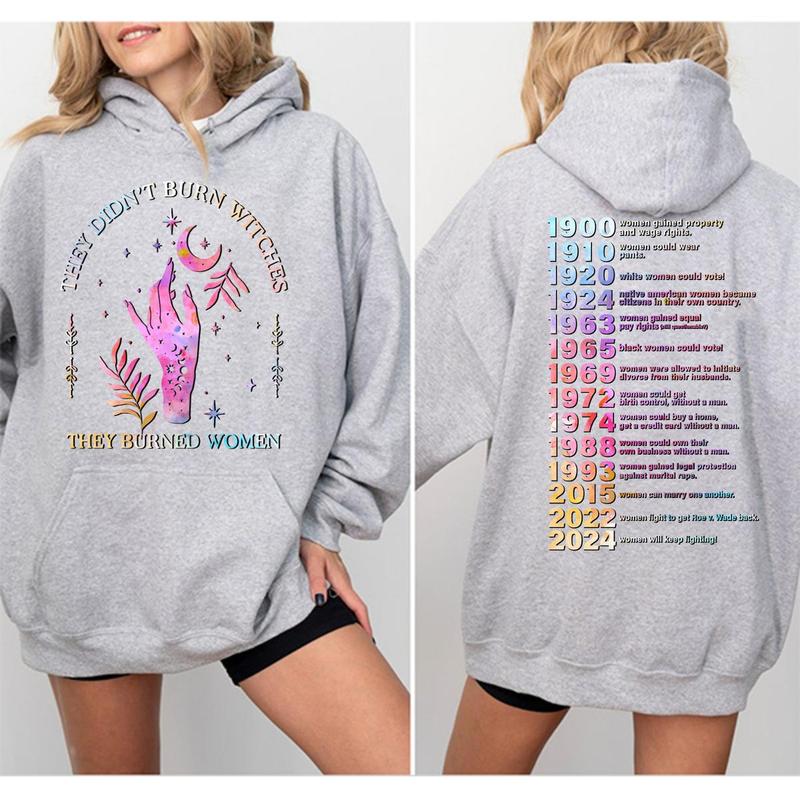 THEY DIDN'T BURN WITCHES
THEY BURNED WOMEN
1900 women gained property
and wage rights.
1910 women could wear
pants.
1920 white women could vote!
1924 native american women became
citizens in their own country.
1963 women gained equal
pay rights (still questionable!!)
1965 black women could vote!
1969 women were allowed to initiate
divorce from their husbands.
1972 women could get
birth control, without a man.
1974 women could buy a home,
get a credit card without a man.
1988 women could own their
own business without a man.
1993 women gained legal protection
against marital rape.
2015 women can marry one another.
2022 women fight to get Roe v. Wade back.
2024 women will keep fighting!